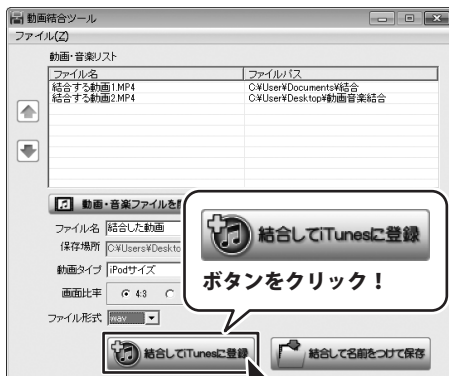 動画結合ツール
ファイル(Z)
動画・音楽リスト
ファイル名 ファイルパス
結合する動画1.MP4 C:¥User¥Documents¥結合
結合する動画2.MP4 C:¥User¥Desktop¥動画音楽結合
動画・音楽ファイルを
ファイル名 結合した動画
保存場所 C:¥Users¥Deskto
動画タイプ iPodサイズ
画面比率 4:3
ファイル形式 wav
結合してiTunesに登録
ボタンをクリック！
結合してiTunesに登録 結合して名前をつけて保存